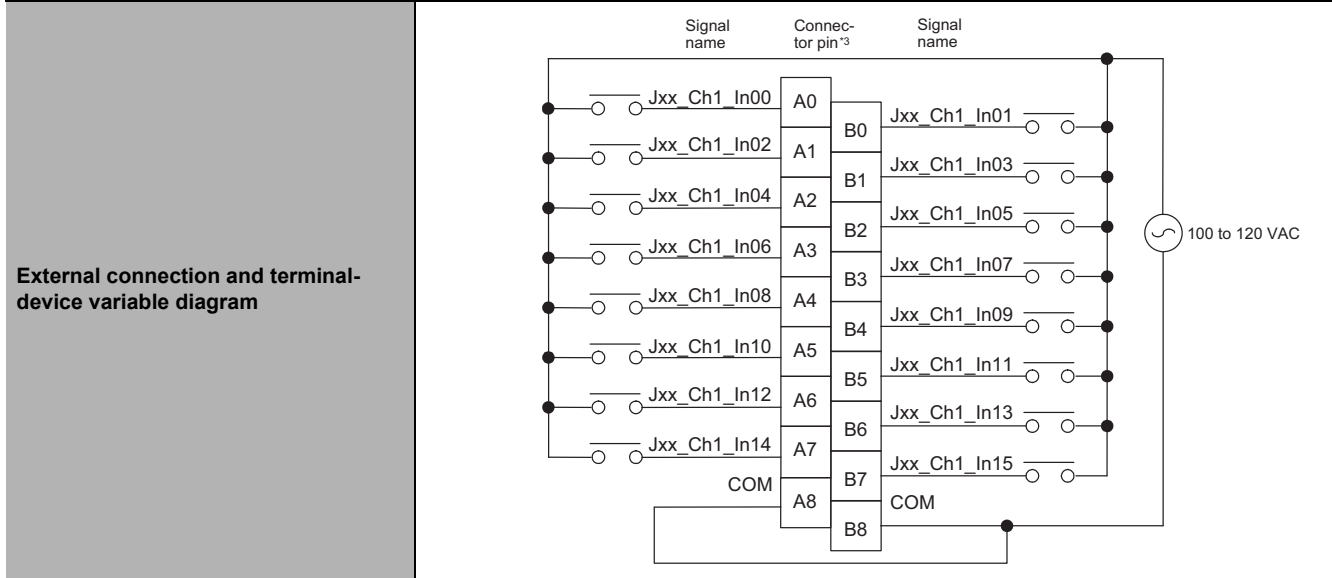 External connection and terminal-
device variable diagram
Signal
name
Connec-
tor pin*3
Signal
name
Jxx_Ch1_In00
A0
B0
Jxx_Ch1_In01
Jxx_Ch1_In02
A1
B1
Jxx_Ch1_In03
Jxx_Ch1_In04
A2
B2
Jxx_Ch1_In05
Jxx_Ch1_In06
A3
B3
Jxx_Ch1_In07
Jxx_Ch1_In08
A4
B4
Jxx_Ch1_In09
Jxx_Ch1_In10
A5
B5
Jxx_Ch1_In11
Jxx_Ch1_In12
A6
B6
Jxx_Ch1_In13
Jxx_Ch1_In14
A7
B7
Jxx_Ch1_In15
COM
A8
B8
COM
100 to 120 VAC